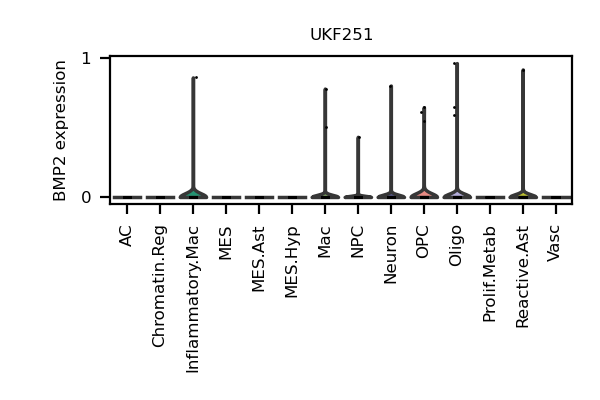 UKF251
BMP2 expression
1
0
AC
Chromatin.Reg
Inflammatory.Mac
MES
MES.Ast
MES.Hyp
Mac
NPC
Neuron
OPC
Oligo
Prolif.Metab
Reactive.Ast
Vasc